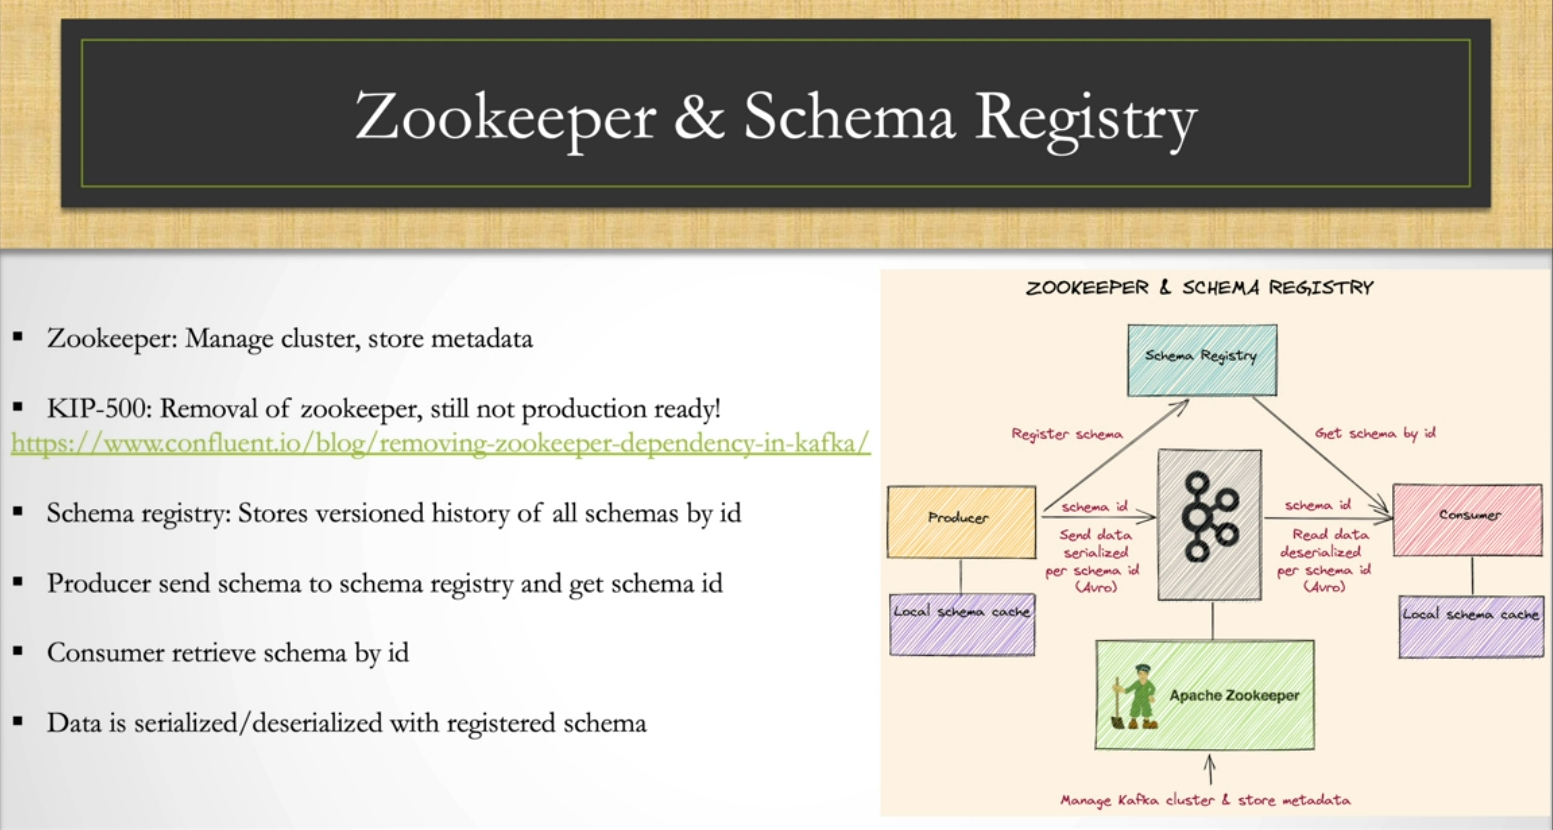 Zookeeper & Schema Registry
▪ Zookeeper: Manage cluster, store metadata
▪ KIP-500: Removal of zookeeper, still not production ready!
https://www.confluent.io/blog/removing-zookeeper-dependency-in-kafka/
▪ Schema registry: Stores versioned history of all schemas by id
▪ Producer send schema to schema registry and get schema id
▪ Consumer retrieve schema by id
▪ Data is serialized/deserialized with registered schema
ZOOKEEPER & SCHEMA REGISTRY
Schema Registry
Register schema
Get schema by id
Producer
schema id
Send data
serialized
per schema id
(Avro)
schema id
Read data
deserialized
per schema id
(Avro)
Consumer
Local schema cache
Local schema cache
Apache Zookeeper
Manage Kafka cluster & store metadata